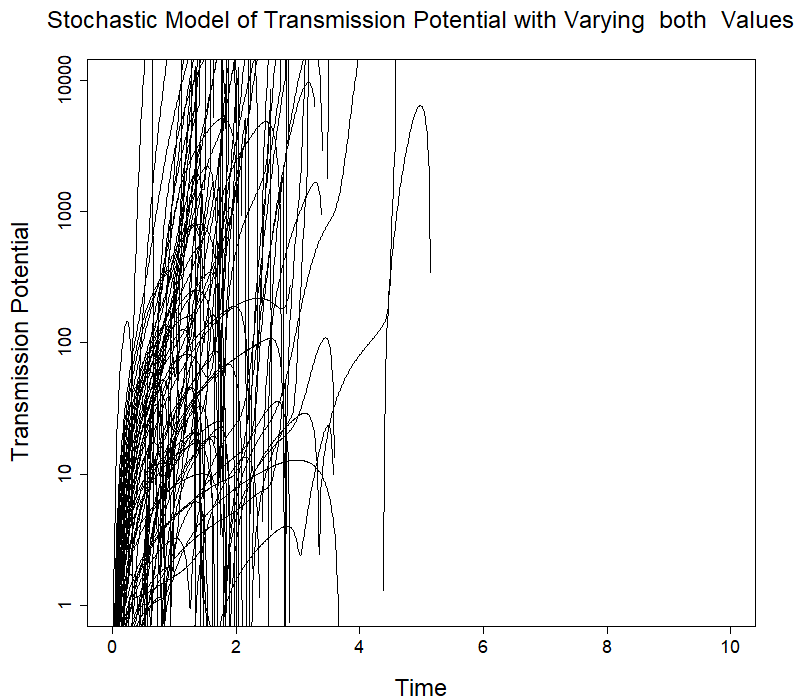 Stochastic Model of Transmission Potential with Varying  both  Values
Transmission Potential
10000
1000
100
10
1
0 2 4 6 8 10
Time